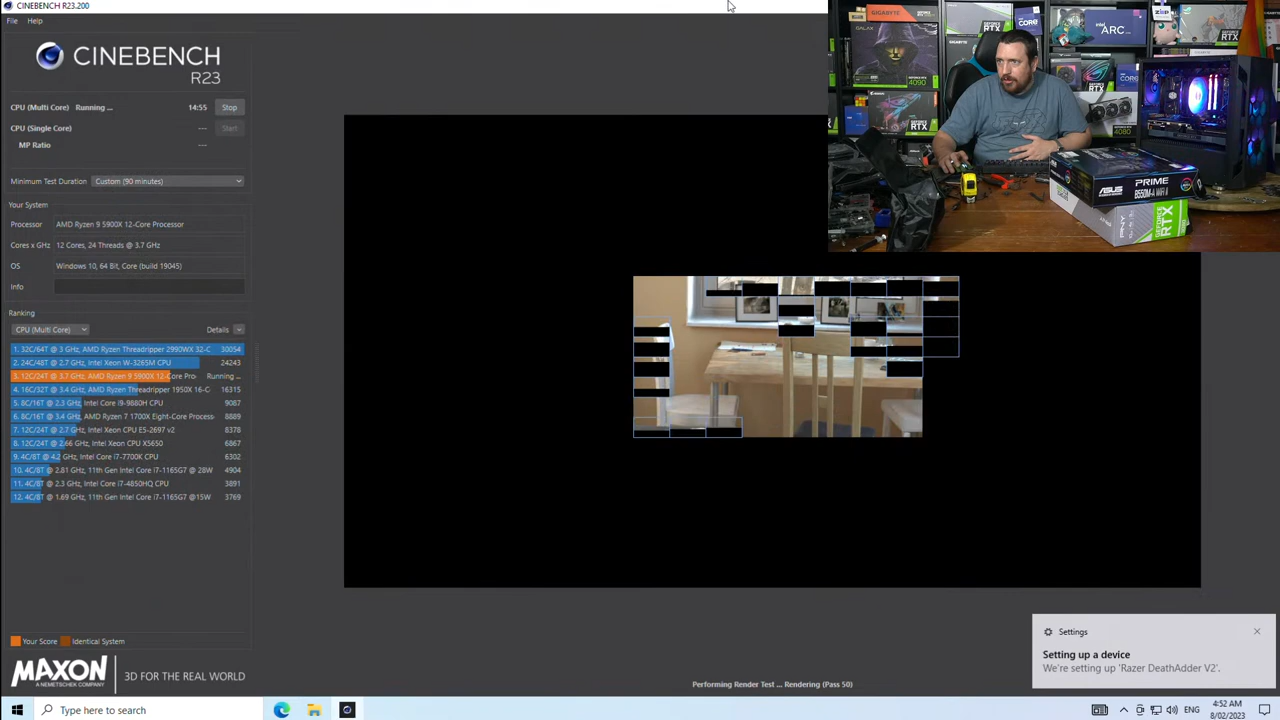 CINEBENCH R23.200
File Help
CINEBENCH
R23
CPU (Multi Core) Running ... 14:55 Stop
CPU (Single Core) --- Start
MP Ratio ---
Minimum Test Duration Custom (90 minutes)
Your System
Processor AMD Ryzen 9 5900X 12-Core Processor
Cores x GHz 12 Cores, 24 Threads @ 3.7 GHz
OS Windows 10, 64 Bit, Core (build 19045)
Info
Ranking
CPU (Multi Core) Details
1. 32C/64T @ 3 GHz, AMD Ryzen Threadripper 2990WX 32-C 30054
2. 24C/48T @ 2.7 GHz, Intel Xeon W-3265M CPU 24243
3. 12C/24T @ 3.7 GHz, AMD Ryzen 9 5900X 12-Core Pro Running ...
4. 16C/32T @ 3.4 GHz, AMD Ryzen Threadripper 1950X 16-C 16315
5. 8C/16T @ 2.3 GHz, Intel Core i9-9880H CPU 9087
6. 8C/16T @ 3.4 GHz, AMD Ryzen 7 1700X Eight-Core Proces 8889
7. 12C/24T @ 2.7 GHz, Intel Xeon CPU E5-2697 v2 8378
8. 12C/24T @ 2.66 GHz, Intel Xeon CPU X5650 6867
9. 4C/8T @ 4.2 GHz, Intel Core i7-7700K CPU 6302
10. 4C/8T @ 2.81 GHz, 11th Gen Intel Core i7-1165G7 @ 28W 4904
11. 4C/8T @ 2.3 GHz, Intel Core i7-4850HQ CPU 3891
12. 4C/8T @ 1.69 GHz, 11th Gen Intel Core i7-1165G7 @15W 3769
Your Score Identical System
MAXON
A NEMETSCHEK COMPANY
3D FOR THE REAL WORLD
Performing Render Test ... Rendering (Pass 50)
GIGABYTE
GALAX
CORE
intel
ARC
RTX
4090
GEFORCE
RTX
4080
ASUS
PRIME
B550M-A WIFI II
PNY
GEFORCE
RTX
Settings
Setting up a device
We're setting up 'Razer DeathAdder V2'.
Type here to search
ENG
4:52 AM
8/02/2023